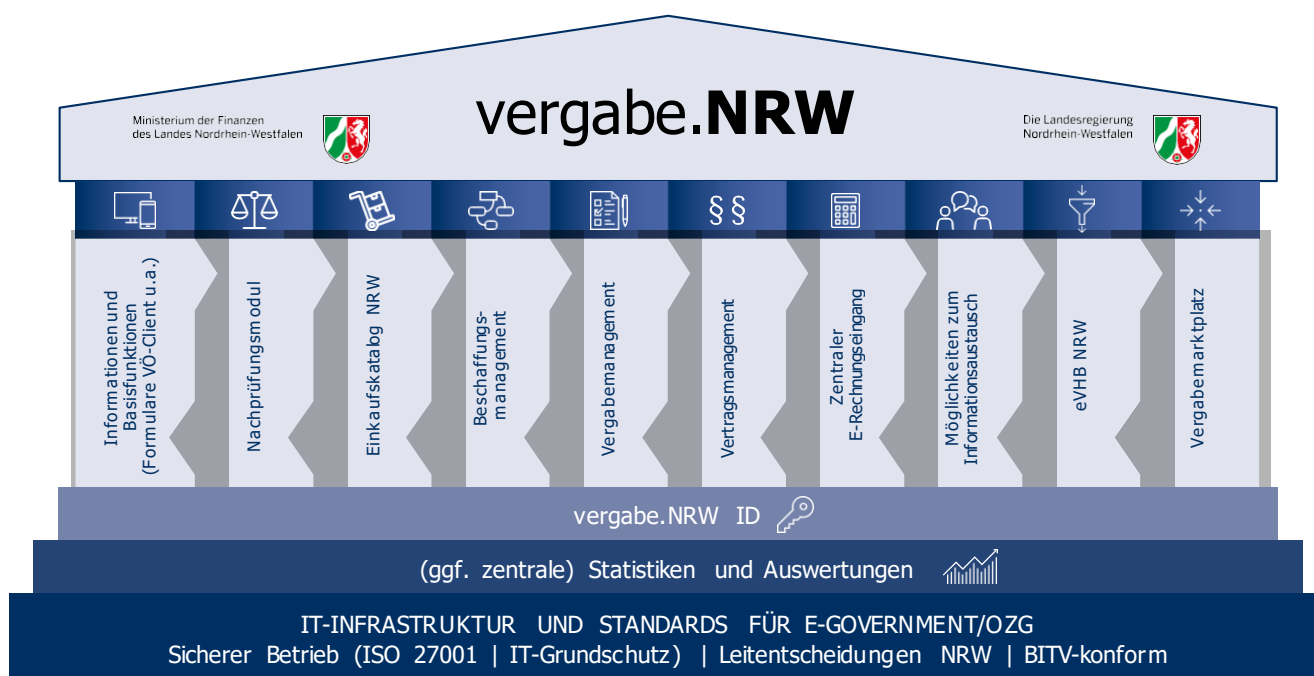 vergabe.NRW
Ministerium der Finanzen
des Landes Nordrhein-Westfalen
Die Landesregierung
Nordrhein-Westfalen
§ §
Informationen und
Basisfunktionen
(Formulare VÖ-Client u.a.)
Nachprüfungsmodul
Einkaufskatalog NRW
Beschaffungs-
management
Vergabemanagement
Vertragsmanagement
Zentraler
E-Rechnungseingang
Möglichkeiten zum
Informationsaustausch
eVHB NRW
Vergabemarktplatz
vergabe.NRW ID
(ggf. zentrale) Statistiken und Auswertungen
IT-INFRASTRUKTUR UND STANDARDS FÜR E-GOVERNMENT/OZG
Sicherer Betrieb (ISO 27001 | IT-Grundschutz) | Leitentscheidungen NRW | BITV-konform